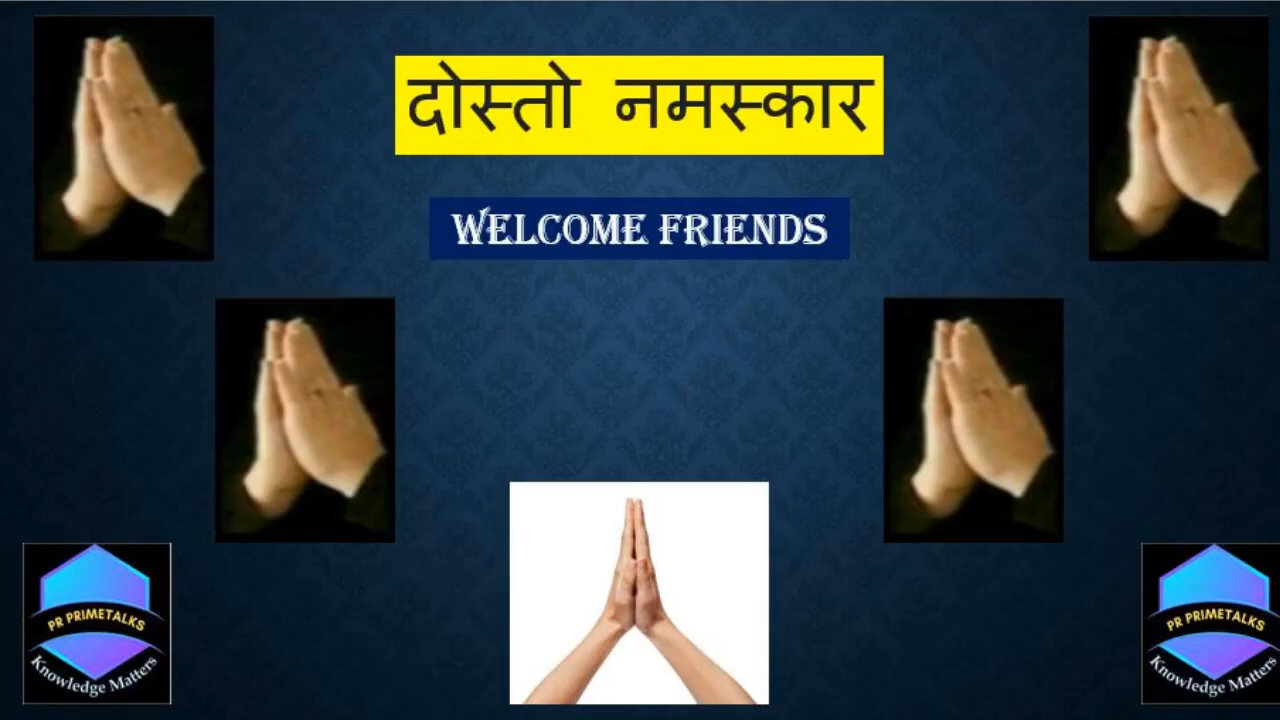 दोस्तो नमस्कार
WELCOME FRIENDS
PR PRIMETALKS
Knowledge Matters
PR PRIMETALKS
Knowledge Matters